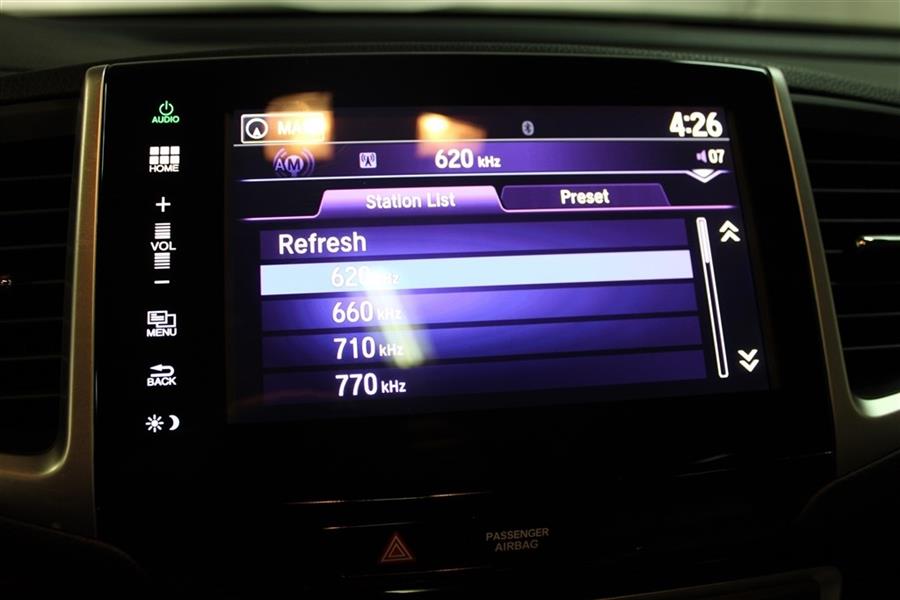 AUDIO
HOME
+
VOL
−
MENU
BACK
4:26
AM
620 kHz
07
Station List
Preset
Refresh
620 kHz
660 kHz
710 kHz
770 kHz
PASSENGER
AIRBAG